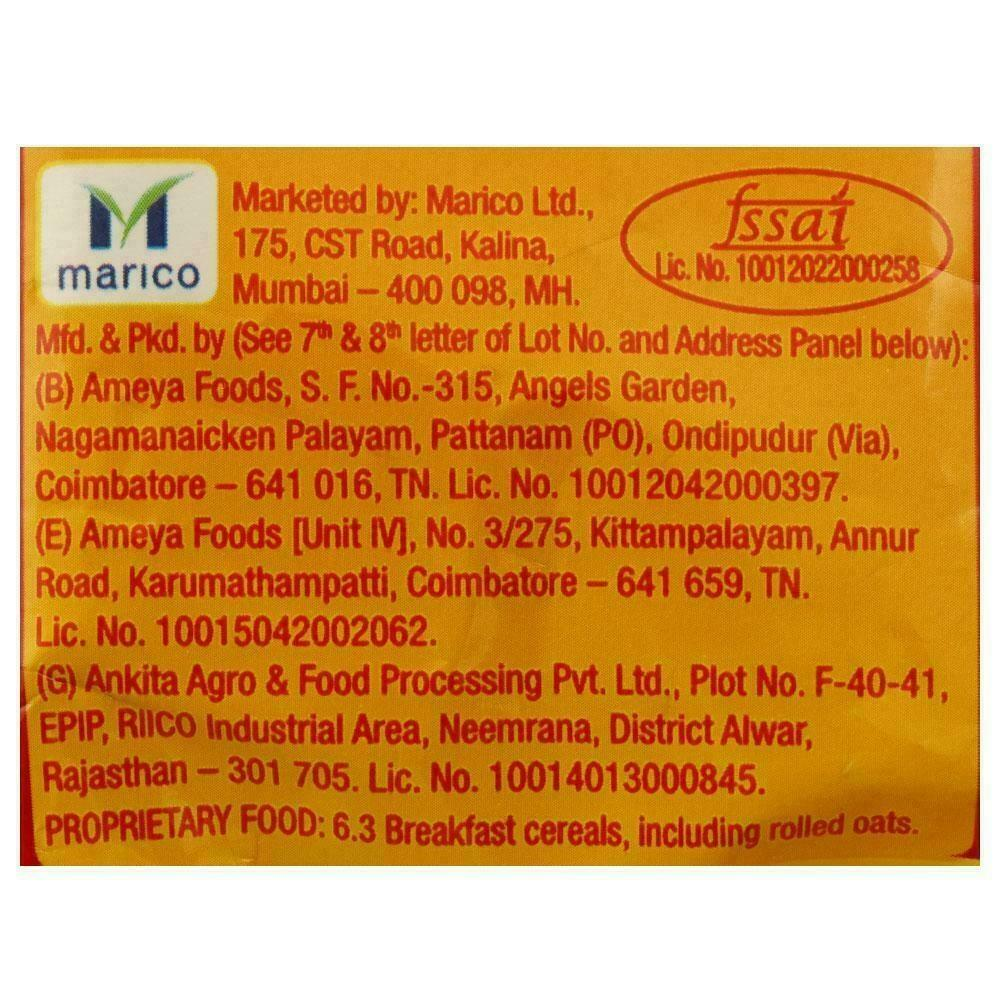 marico
Marketed by: Marico Ltd.,
175, CST Road, Kalina,
Mumbai – 400 098, MH.
fssai
Lic. No. 10012022000258
Mfd. & Pkd. by (See 7th & 8th letter of Lot No. and Address Panel below):
(B) Ameya Foods, S. F. No.-315, Angels Garden,
Nagamanaicken Palayam, Pattanam (PO), Ondipudur (Via),
Coimbatore – 641 016, TN. Lic. No. 10012042000397.
(E) Ameya Foods [Unit IV], No. 3/275, Kittampalayam, Annur
Road, Karumathampatti, Coimbatore – 641 659, TN.
Lic. No. 10015042002062.
(G) Ankita Agro & Food Processing Pvt. Ltd., Plot No. F-40-41,
EPIP, RIICO Industrial Area, Neemrana, District Alwar,
Rajasthan – 301 705. Lic. No. 10014013000845.
PROPRIETARY FOOD: 6.3 Breakfast cereals, including rolled oats.